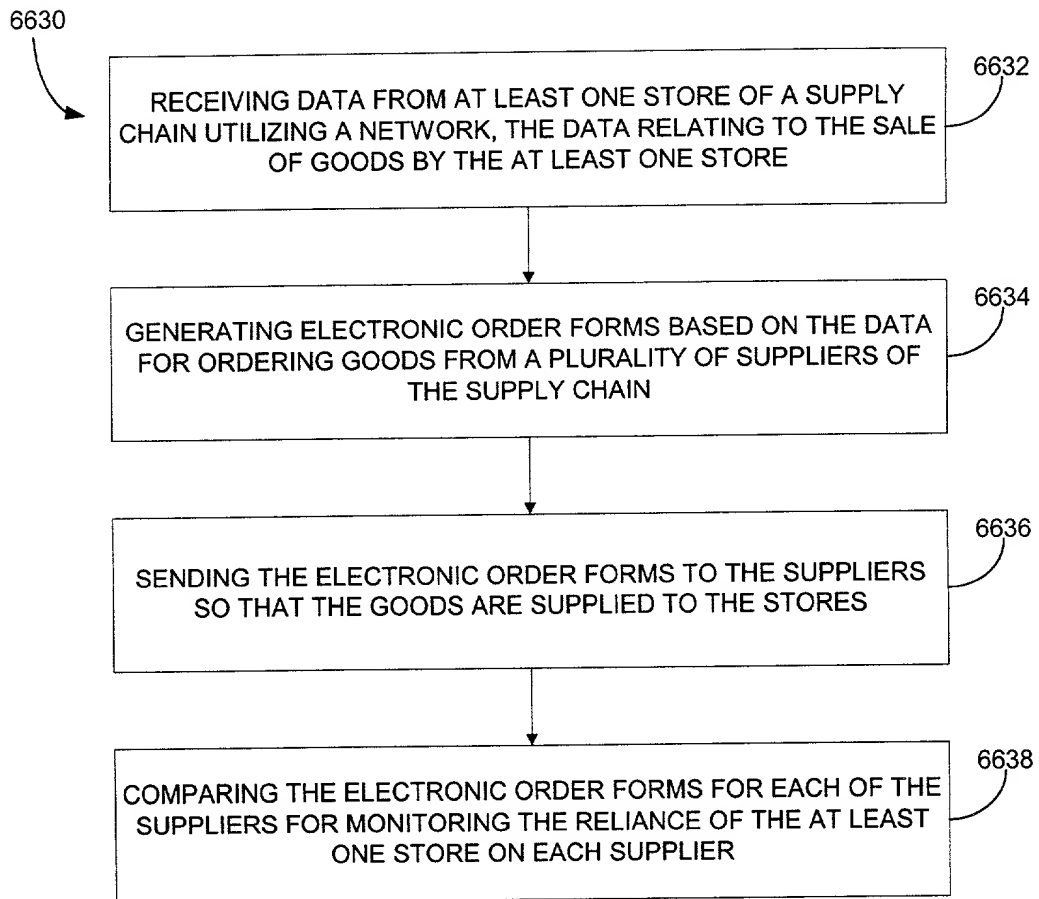 6630
6632
RECEIVING DATA FROM AT LEAST ONE STORE OF A SUPPLY
CHAIN UTILIZING A NETWORK, THE DATA RELATING TO THE SALE
OF GOODS BY THE AT LEAST ONE STORE
6634
GENERATING ELECTRONIC ORDER FORMS BASED ON THE DATA
FOR ORDERING GOODS FROM A PLURALITY OF SUPPLIERS OF
THE SUPPLY CHAIN
6636
SENDING THE ELECTRONIC ORDER FORMS TO THE SUPPLIERS
SO THAT THE GOODS ARE SUPPLIED TO THE STORES
6638
COMPARING THE ELECTRONIC ORDER FORMS FOR EACH OF THE
SUPPLIERS FOR MONITORING THE RELIANCE OF THE AT LEAST
ONE STORE ON EACH SUPPLIER